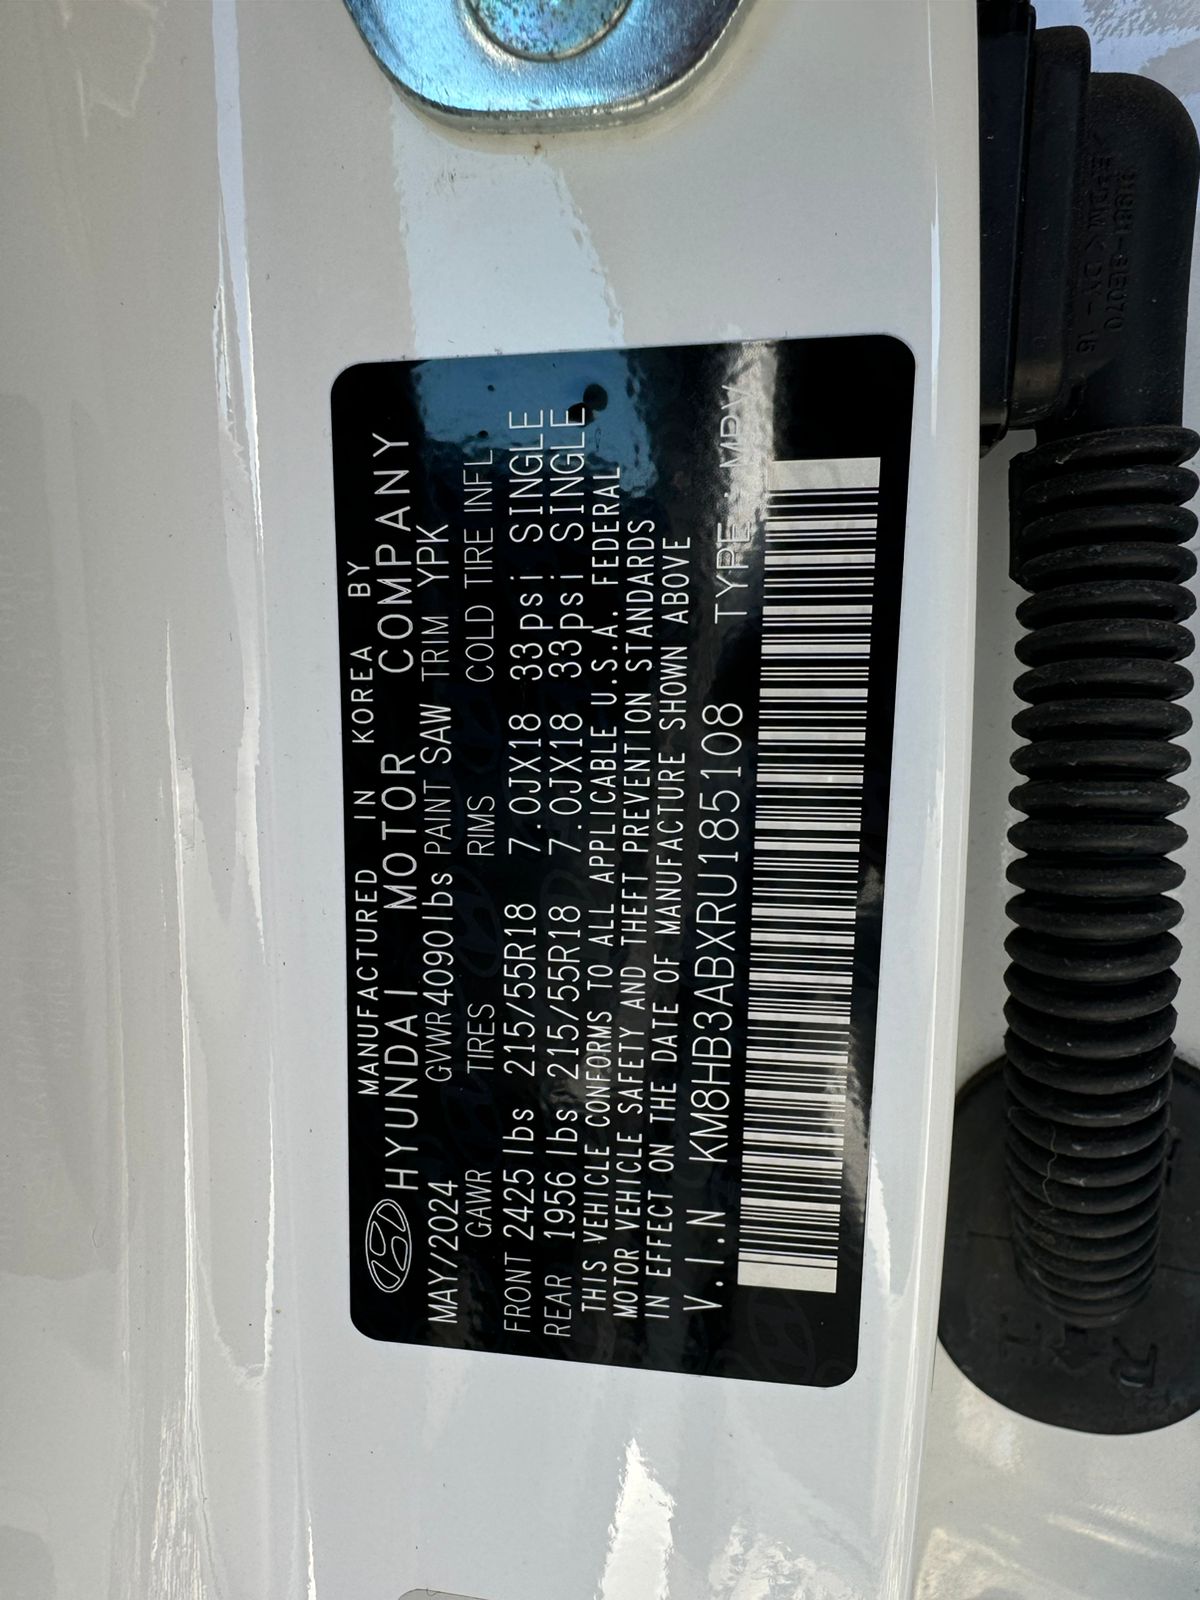 MANUFACTURED IN KOREA BY
HYUNDAI MOTOR COMPANY
MAY/2024 GVWR4090lbs PAINT SAW TRIM YPK
GAWR TIRES RIMS COLD TIRE INFL
FRONT 2425lbs 215/55R18 7.0JX18 33psi SINGLE
REAR 1956lbs 215/55R18 7.0JX18 33psi SINGLE
THIS VEHICLE CONFORMS TO ALL APPLICABLE U.S.A. FEDERAL
MOTOR VEHICLE SAFETY AND THEFT PREVENTION STANDARDS
IN EFFECT ON THE DATE OF MANUFACTURE SHOWN ABOVE
V.I.N KM8HB3ABXRU185108 TYPE:MPV